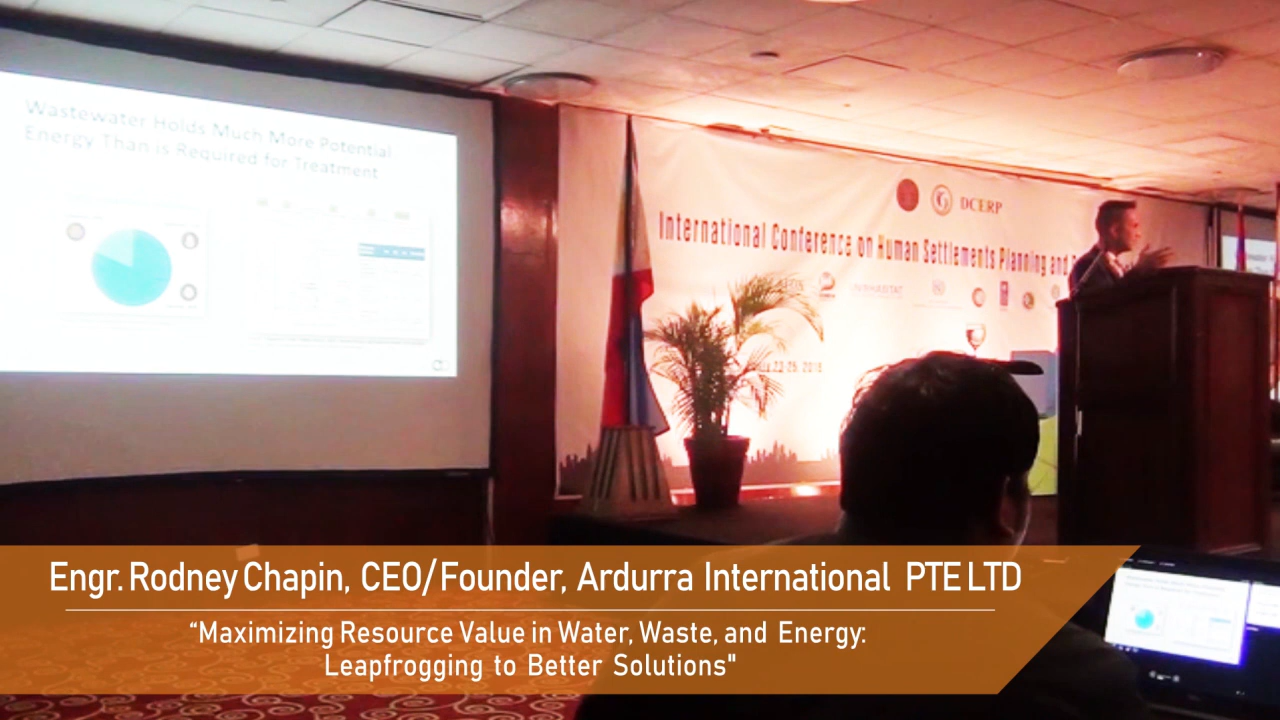 Wastewater Holds Much More Potential
Energy Than is Required for Treatment
DCERP
International Conference on Human Settlements Planning and
Engr. Rodney Chapin, CEO/Founder, Ardurra International PTE LTD
“Maximizing Resource Value in Water, Waste, and Energy:
Leapfrogging to Better Solutions"